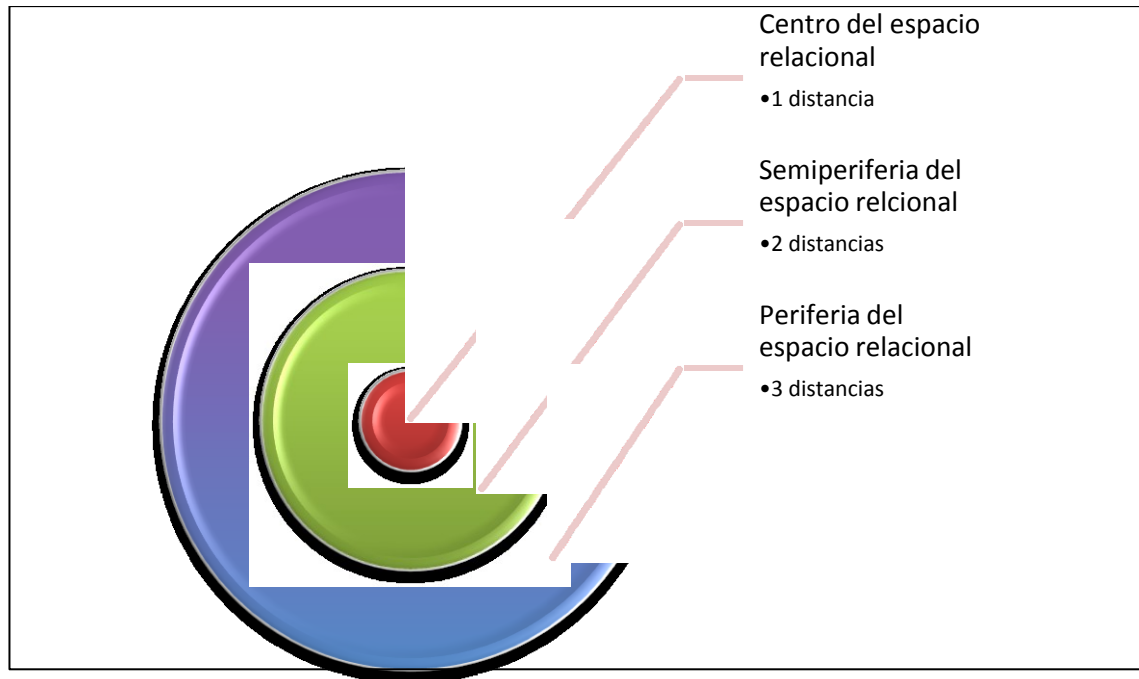 Centro del espacio
relacional
•1 distancia
Semiperiferia del
espacio relcional
•2 distancias
Periferia del
espacio relacional
•3 distancias